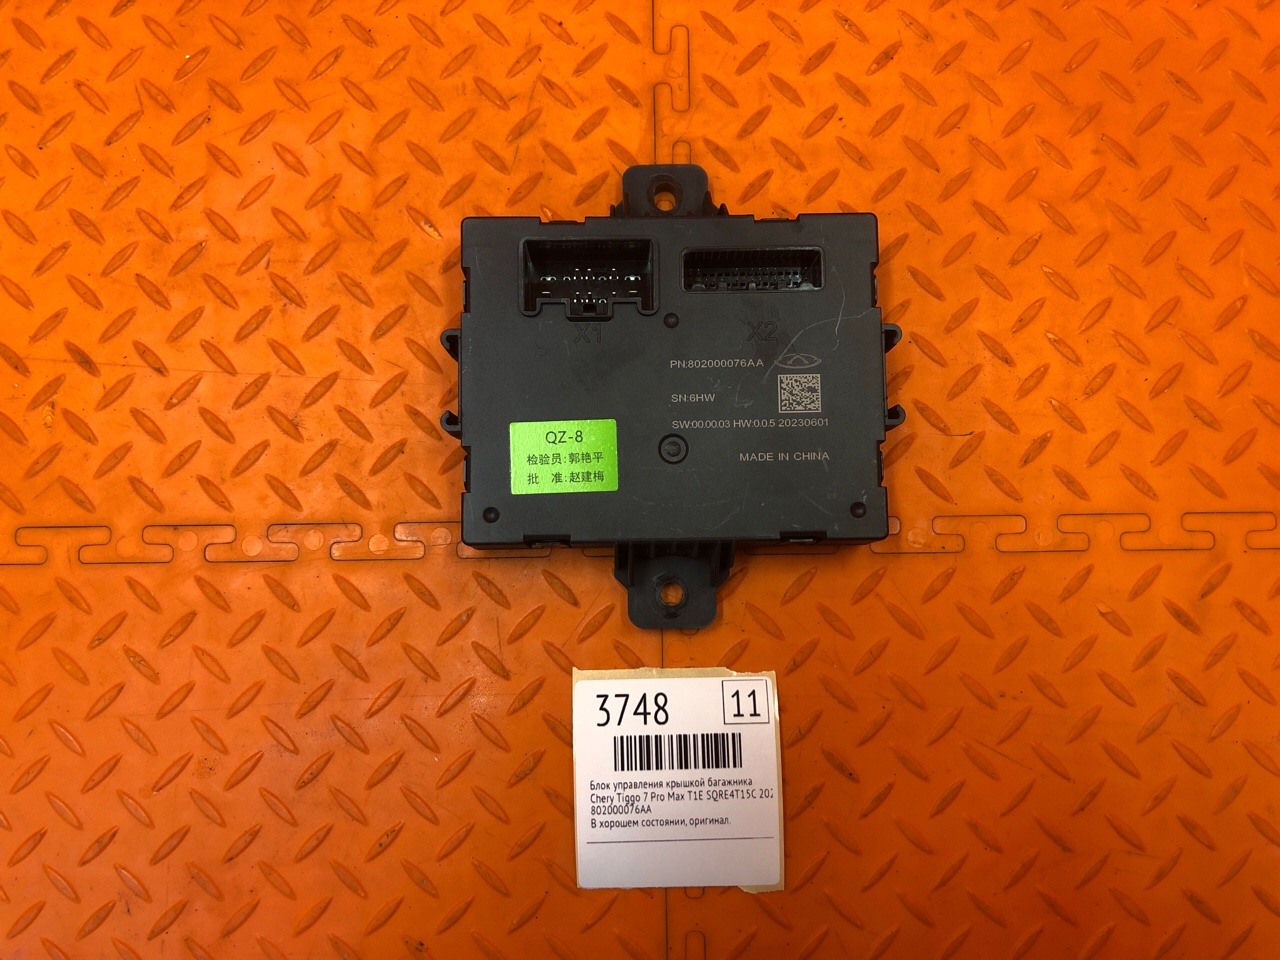 X1
X2
PN:802000076AA
SN:6HW
SW:00.00.03 HW:0.0.5 20230601
MADE IN CHINA
QZ-8
检验员:郭艳平
批 准:赵建梅
3748
11
Блок управления крышкой багажника
Chery Tiggo 7 Pro Max T1E SQRE4T15C 202
802000076AA
В хорошем состоянии, оригинал.